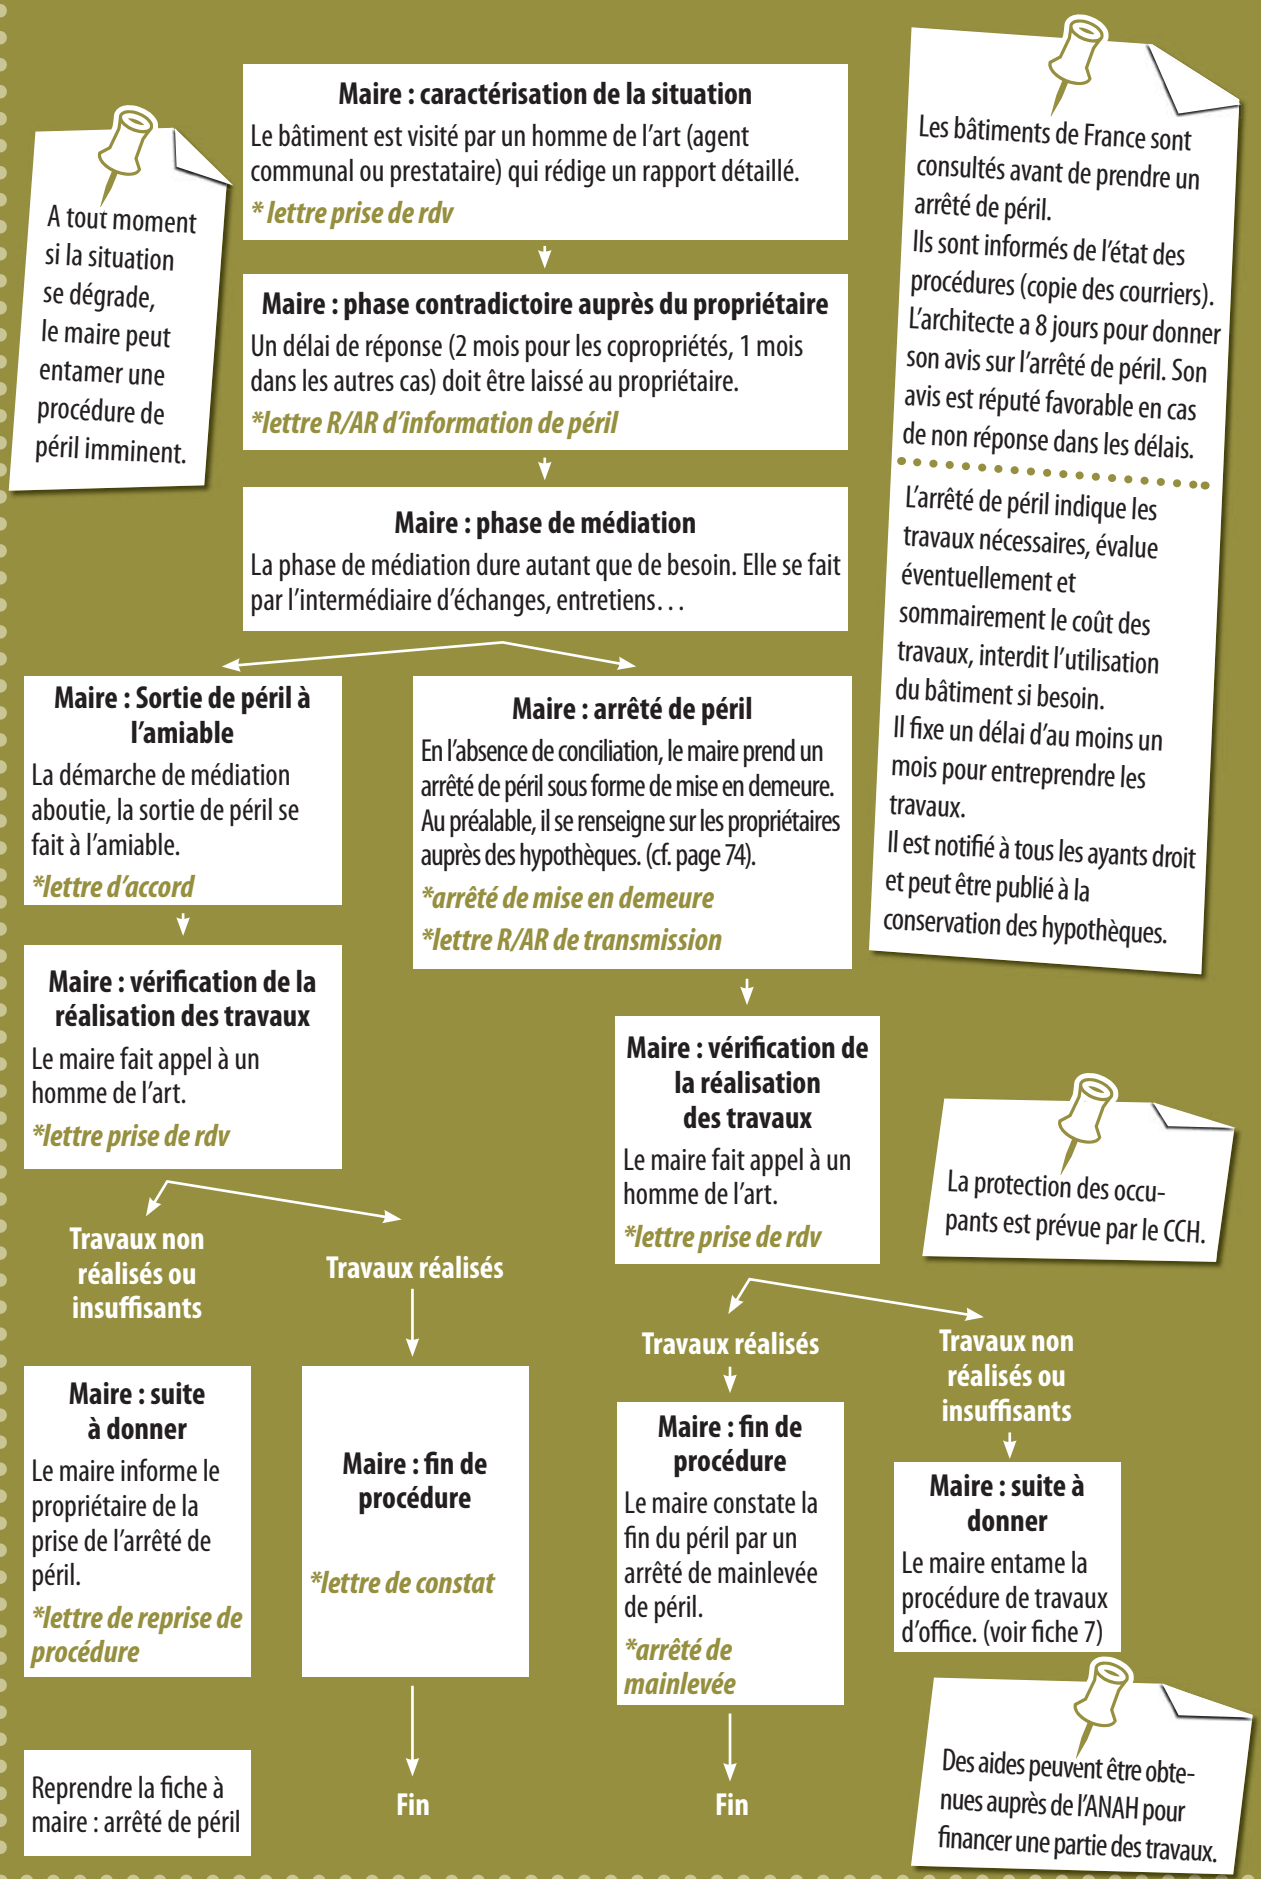 Maire : caractérisation de la situation
Le bâtiment est visité par un homme de l’art (agent
communal ou prestataire) qui rédige un rapport détaillé.
* lettre prise de rdv
A tout moment
si la situation
se dégrade,
le maire peut
entamer une
procédure de
péril imminent.
Maire : phase contradictoire auprès du propriétaire
Un délai de réponse (2 mois pour les copropriétés, 1 mois
dans les autres cas) doit être laissé au propriétaire.
*lettre R/AR d’information de péril
Maire : phase de médiation
La phase de médiation dure autant que de besoin. Elle se fait
par l’intermédiaire d’échanges, entretiens…
Les bâtiments de France sont
consultés avant de prendre un
arrêté de péril.
Ils sont informés de l’état des
procédures (copie des courriers).
L’architecte a 8 jours pour donner
son avis sur l’arrêté de péril. Son
avis est réputé favorable en cas
de non réponse dans les délais.
L’arrêté de péril indique les
travaux nécessaires, évalue
éventuellement et
sommairement le coût des
travaux, interdit l’utilisation
du bâtiment si besoin.
Il fixe un délai d’au moins un
mois pour entreprendre les
travaux.
Il est notifié à tous les ayants droit
et peut être publié à la
conservation des hypothèques.
Maire : Sortie de péril à
l’amiable
La démarche de médiation
aboutie, la sortie de péril se
fait à l’amiable.
*lettre d’accord
Maire : arrêté de péril
En l’absence de conciliation, le maire prend un
arrêté de péril sous forme de mise en demeure.
Au préalable, il se renseigne sur les propriétaires
auprès des hypothèques. (cf. page 74).
*arrêté de mise en demeure
*lettre R/AR de transmission
Maire : vérification de la
réalisation des travaux
Le maire fait appel à un
homme de l’art.
*lettre prise de rdv
Maire : vérification de
la réalisation
des travaux
Le maire fait appel à un
homme de l’art.
*lettre prise de rdv
La protection des occu-
pants est prévue par le CCH.
Travaux non
réalisés ou
insuffisants
Travaux réalisés
Travaux réalisés
Travaux non
réalisés ou
insuffisants
Maire : suite
à donner
Le maire informe le
propriétaire de la
prise de l’arrêté de
péril.
*lettre de reprise de
procédure
Maire : fin de
procédure
*lettre de constat
Maire : fin de
procédure
Le maire constate la
fin du péril par un
arrêté de mainlevée
de péril.
*arrêté de
mainlevée
Maire : suite à
donner
Le maire entame la
procédure de travaux
d’office. (voir fiche 7)
Reprendre la fiche à
maire : arrêté de péril
Fin
Fin
Des aides peuvent être obte-
nues auprès de l’ANAH pour
financer une partie des travaux.